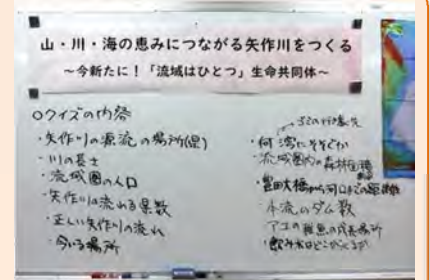 山・川・海の恵みにつながる矢作川をつくる
～今新たに!「流域はひとつ」生命共同体～
○クイズの内容
・矢作川の源流の場所(県)
・川の長さ
・流域圏の人口
・矢作川の流れる県数
・正しい矢作川の流れ
・今いる場所
・何湾にそそぐか
・流域圏内の森林面積
・豊田大橋から河口までの距離
・本流のダム数
・アユの稚魚の成長場所
・飲み水はどこからくるか